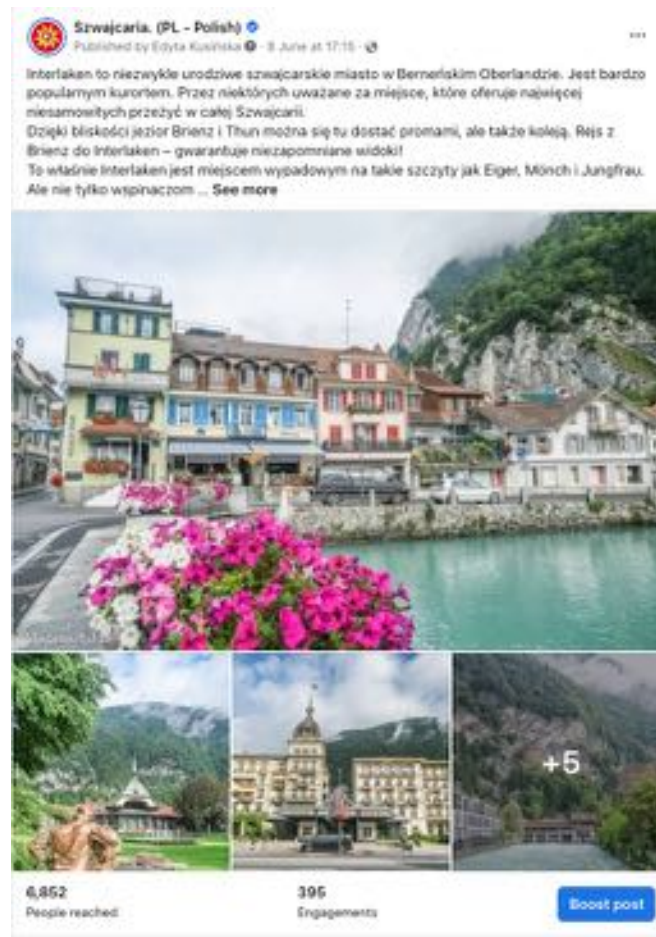 Szwajcaria. (PL - Polish)
Published by Edyta Kusińska · 8 June at 17:15 ·
Interlaken to niezwykle urodziwe szwajcarskie miasto w Berneńskim Oberlandzie. Jest bardzo
popularnym kurortem. Przez niektórych uważane za miejsce, które oferuje najwięcej
niesamowitych przeżyć w całej Szwajcarii.
Dzięki bliskości jezior Brienz i Thun można się tu dostać promami, ale także koleją. Rejs z
Brienz do Interlaken – gwarantuje niezapomniane widoki!
To właśnie Interlaken jest miejscem wypadowym na takie szczyty jak Eiger, Mönch i Jungfrau.
Ale nie tylko wspinaczom ... See more
+5
6,852
People reached
395
Engagements
Boost post